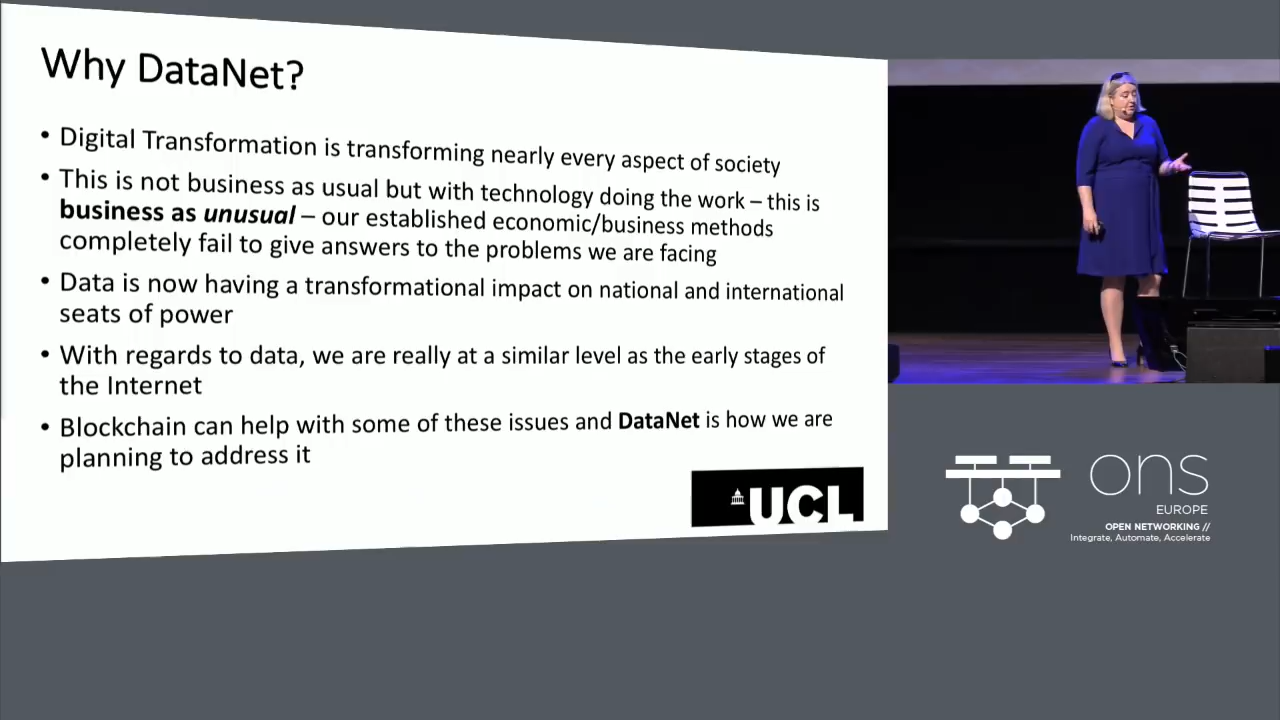 Why DataNet?
• Digital Transformation is transforming nearly every aspect of society
• This is not business as usual but with technology doing the work – this is
business as unusual – our established economic/business methods
completely fail to give answers to the problems we are facing
• Data is now having a transformational impact on national and international
seats of power
• With regards to data, we are really at a similar level as the early stages of
the Internet
• Blockchain can help with some of these issues and DataNet is how we are
planning to address it
UCL
ons
EUROPE
OPEN NETWORKING //
Integrate, Automate, Accelerate